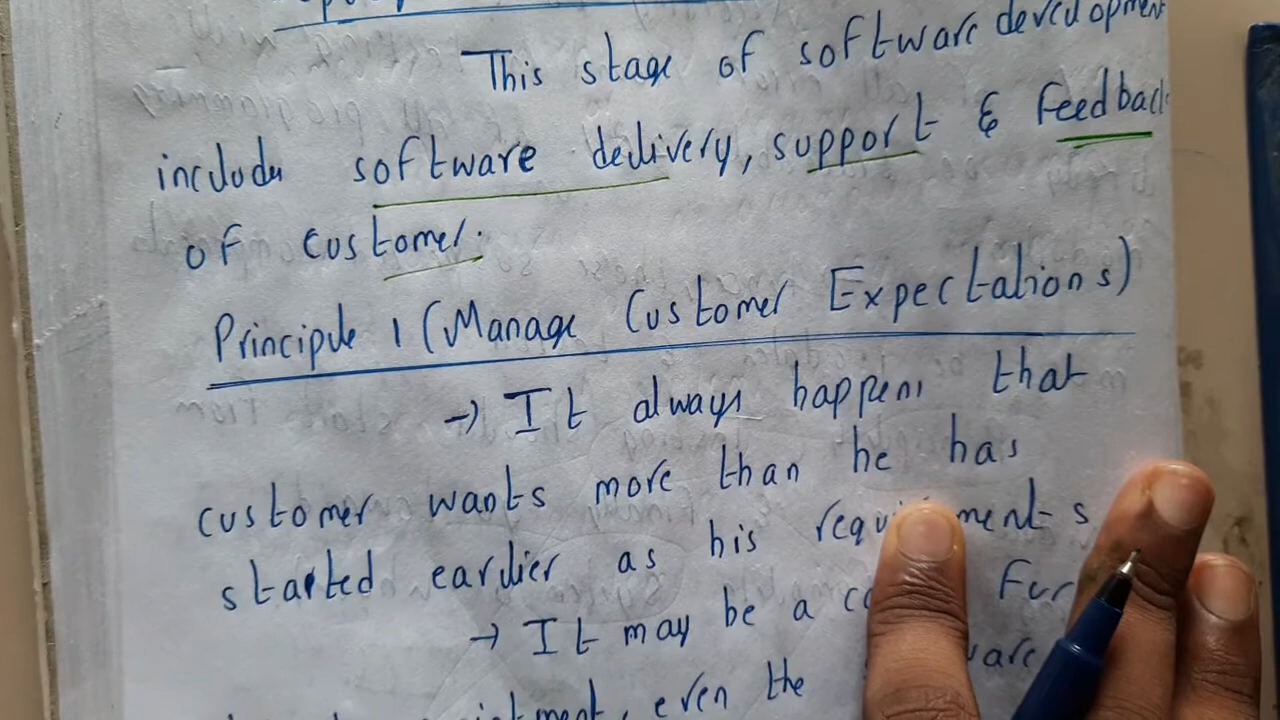 This stage of software development
include software delivery, support & feedback
of customer.
Principle 1 (Manage Customer Expectations)
→ It always happens that
customer wants more than he has
started earlier as his requirements
→ It may be a
even the